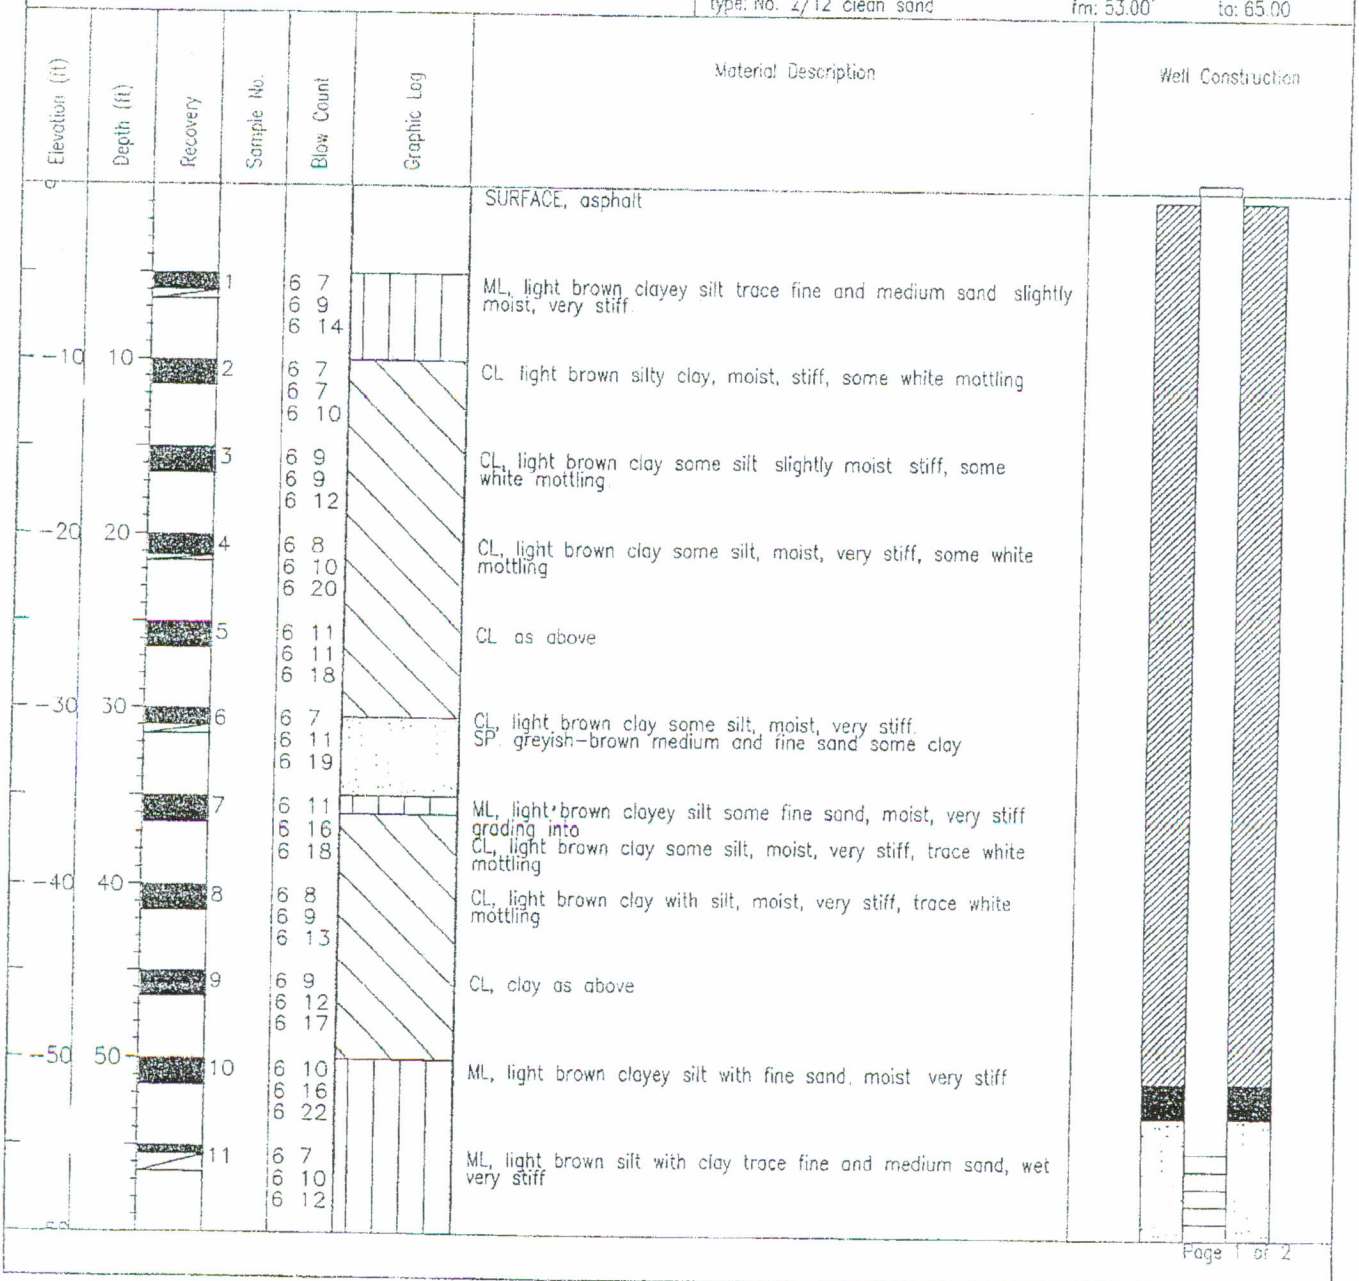 type: No. 2/12 clean sand fm: 53.00' to: 65.00
Elevation (ft) Depth (ft) Recovery Sample No. Blow Count Graphic Log Material Description Well Construction
0 SURFACE, asphalt
1 6 7 ML, light brown clayey silt trace fine and medium sand slightly
6 9 moist, very stiff
6 14
-10 10 2 6 7 CL light brown silty clay, moist, stiff, some white mottling
6 7
6 10
3 6 9 CL, light brown clay some silt slightly moist stiff, some
6 9 white mottling
6 12
-20 20 4 6 8 CL, light brown clay some silt, moist, very stiff, some white
6 10 mottling
6 20
5 6 11 CL as above
6 11
6 18
-30 30 6 6 7 CL, light brown clay some silt, moist, very stiff.
6 11 SP. greyish-brown medium and fine sand some clay
6 19
7 6 11 ML, light brown clayey silt some fine sand, moist, very stiff
6 16 grading into
6 18 CL, light brown clay some silt, moist, very stiff, trace white
mottling
-40 40 8 6 8 CL, light brown clay with silt, moist, very stiff, trace white
6 9 mottling
6 13
9 6 9 CL, clay as above
6 12
6 17
-50 50 10 6 10 ML, light brown clayey silt with fine sand, moist very stiff
6 16
6 22
11 6 7 ML, light brown silt with clay trace fine and medium sand, wet
6 10 very stiff
6 12
Page 1 of 2